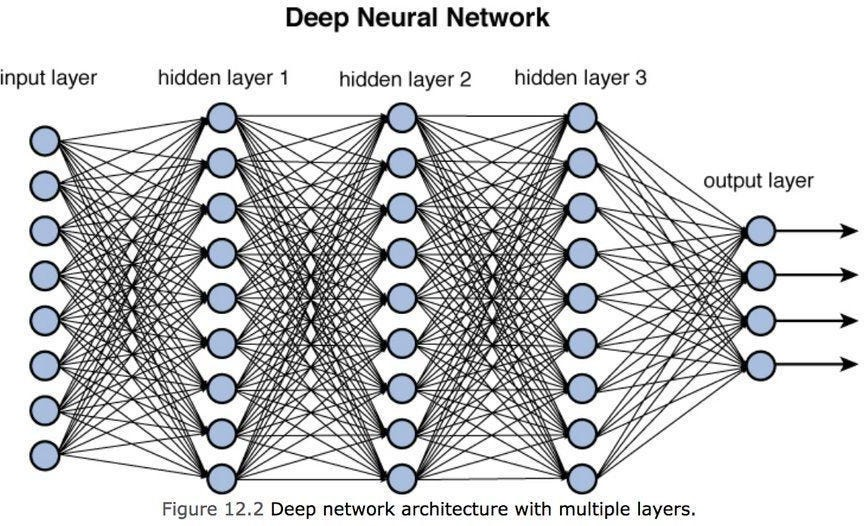 Deep Neural Network
input layer
hidden layer 1
hidden layer 2
hidden layer 3
output layer
Figure 12.2 Deep network architecture with multiple layers.